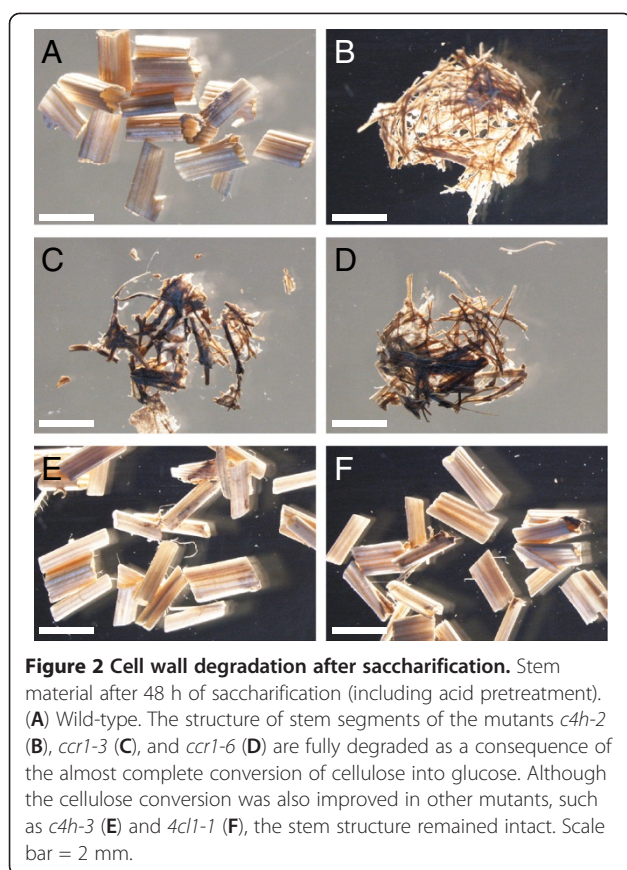 A
B
C
D
E
F
Figure 2 Cell wall degradation after saccharification. Stem
material after 48 h of saccharification (including acid pretreatment).
(A) Wild-type. The structure of stem segments of the mutants c4h-2
(B), ccr1-3 (C), and ccr1-6 (D) are fully degraded as a consequence of
the almost complete conversion of cellulose into glucose. Although
the cellulose conversion was also improved in other mutants, such
as c4h-3 (E) and 4cl1-1 (F), the stem structure remained intact. Scale
bar = 2 mm.